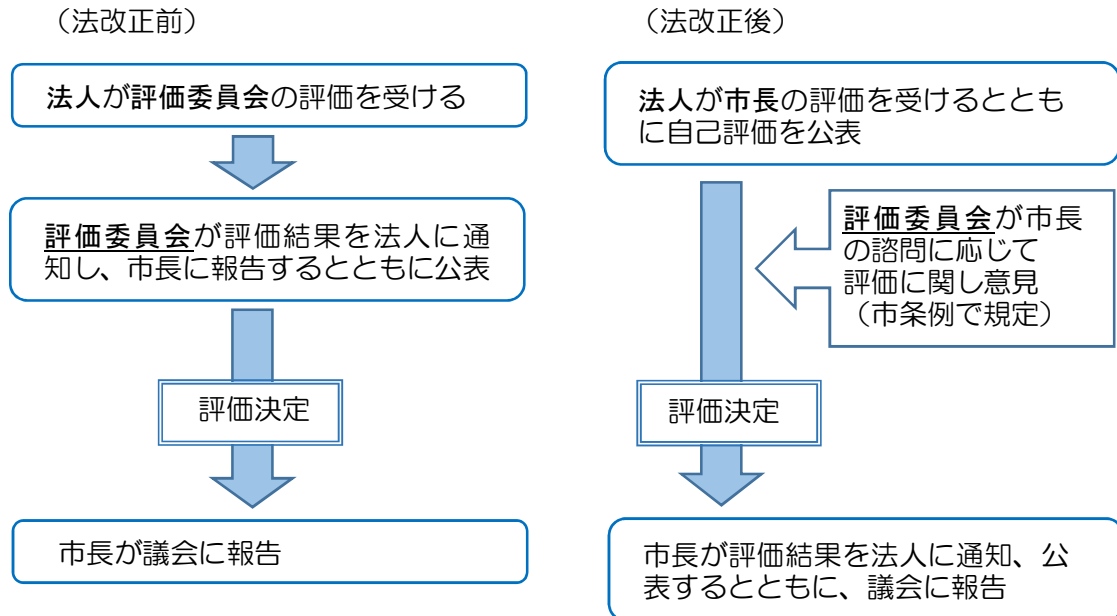 （法改正前）
法人が評価委員会の評価を受ける
評価委員会が評価結果を法人に通
知し、市長に報告するとともに公表
評価決定
市長が議会に報告
（法改正後）
法人が市長の評価を受けるととも
に自己評価を公表
評価委員会が市長
の諮問に応じて
評価に関し意見
（市条例で規定）
評価決定
市長が評価結果を法人に通知、公
表するとともに、議会に報告